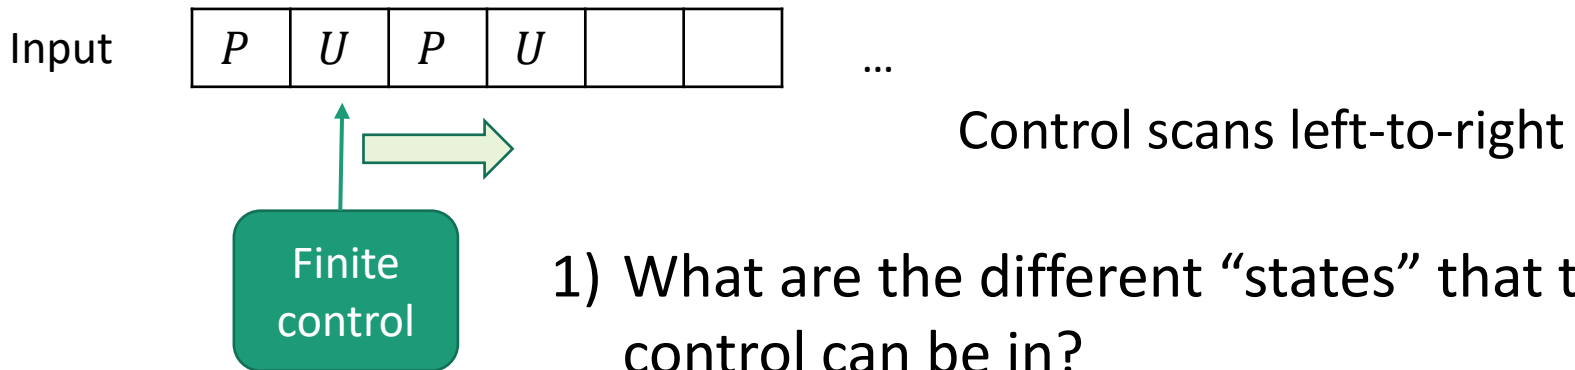 Input P U P U ...
Control scans left-to-right
Finite
control
1) What are the different “states” that t
control can be in?